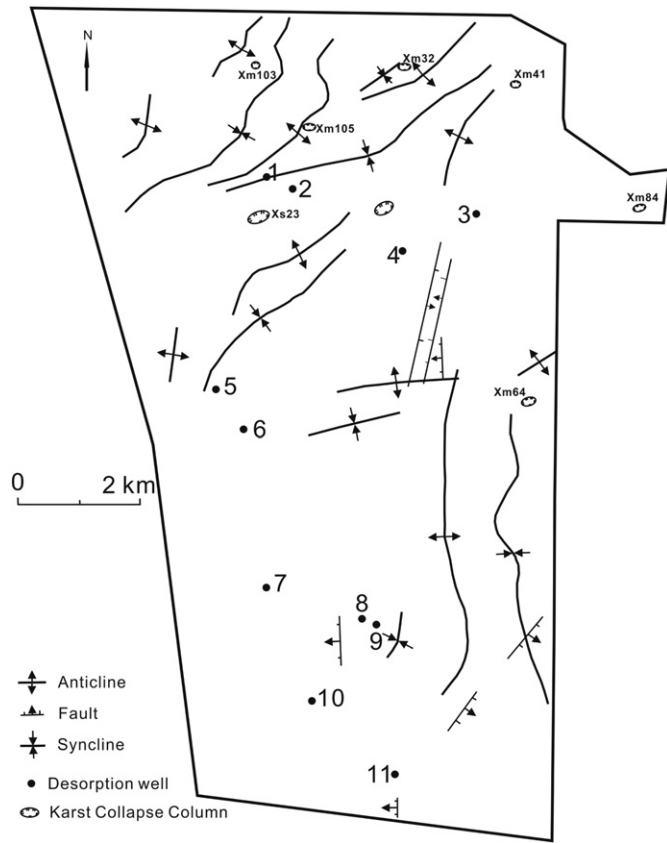 N
Xm103
Xm32
Xm41
Xm105
1
2
Xs23
3
Xm84
4
5
Xm64
6
0 2 km
7
8
9
10
11
Anticline
Fault
Syncline
Desorption well
Karst Collapse Column